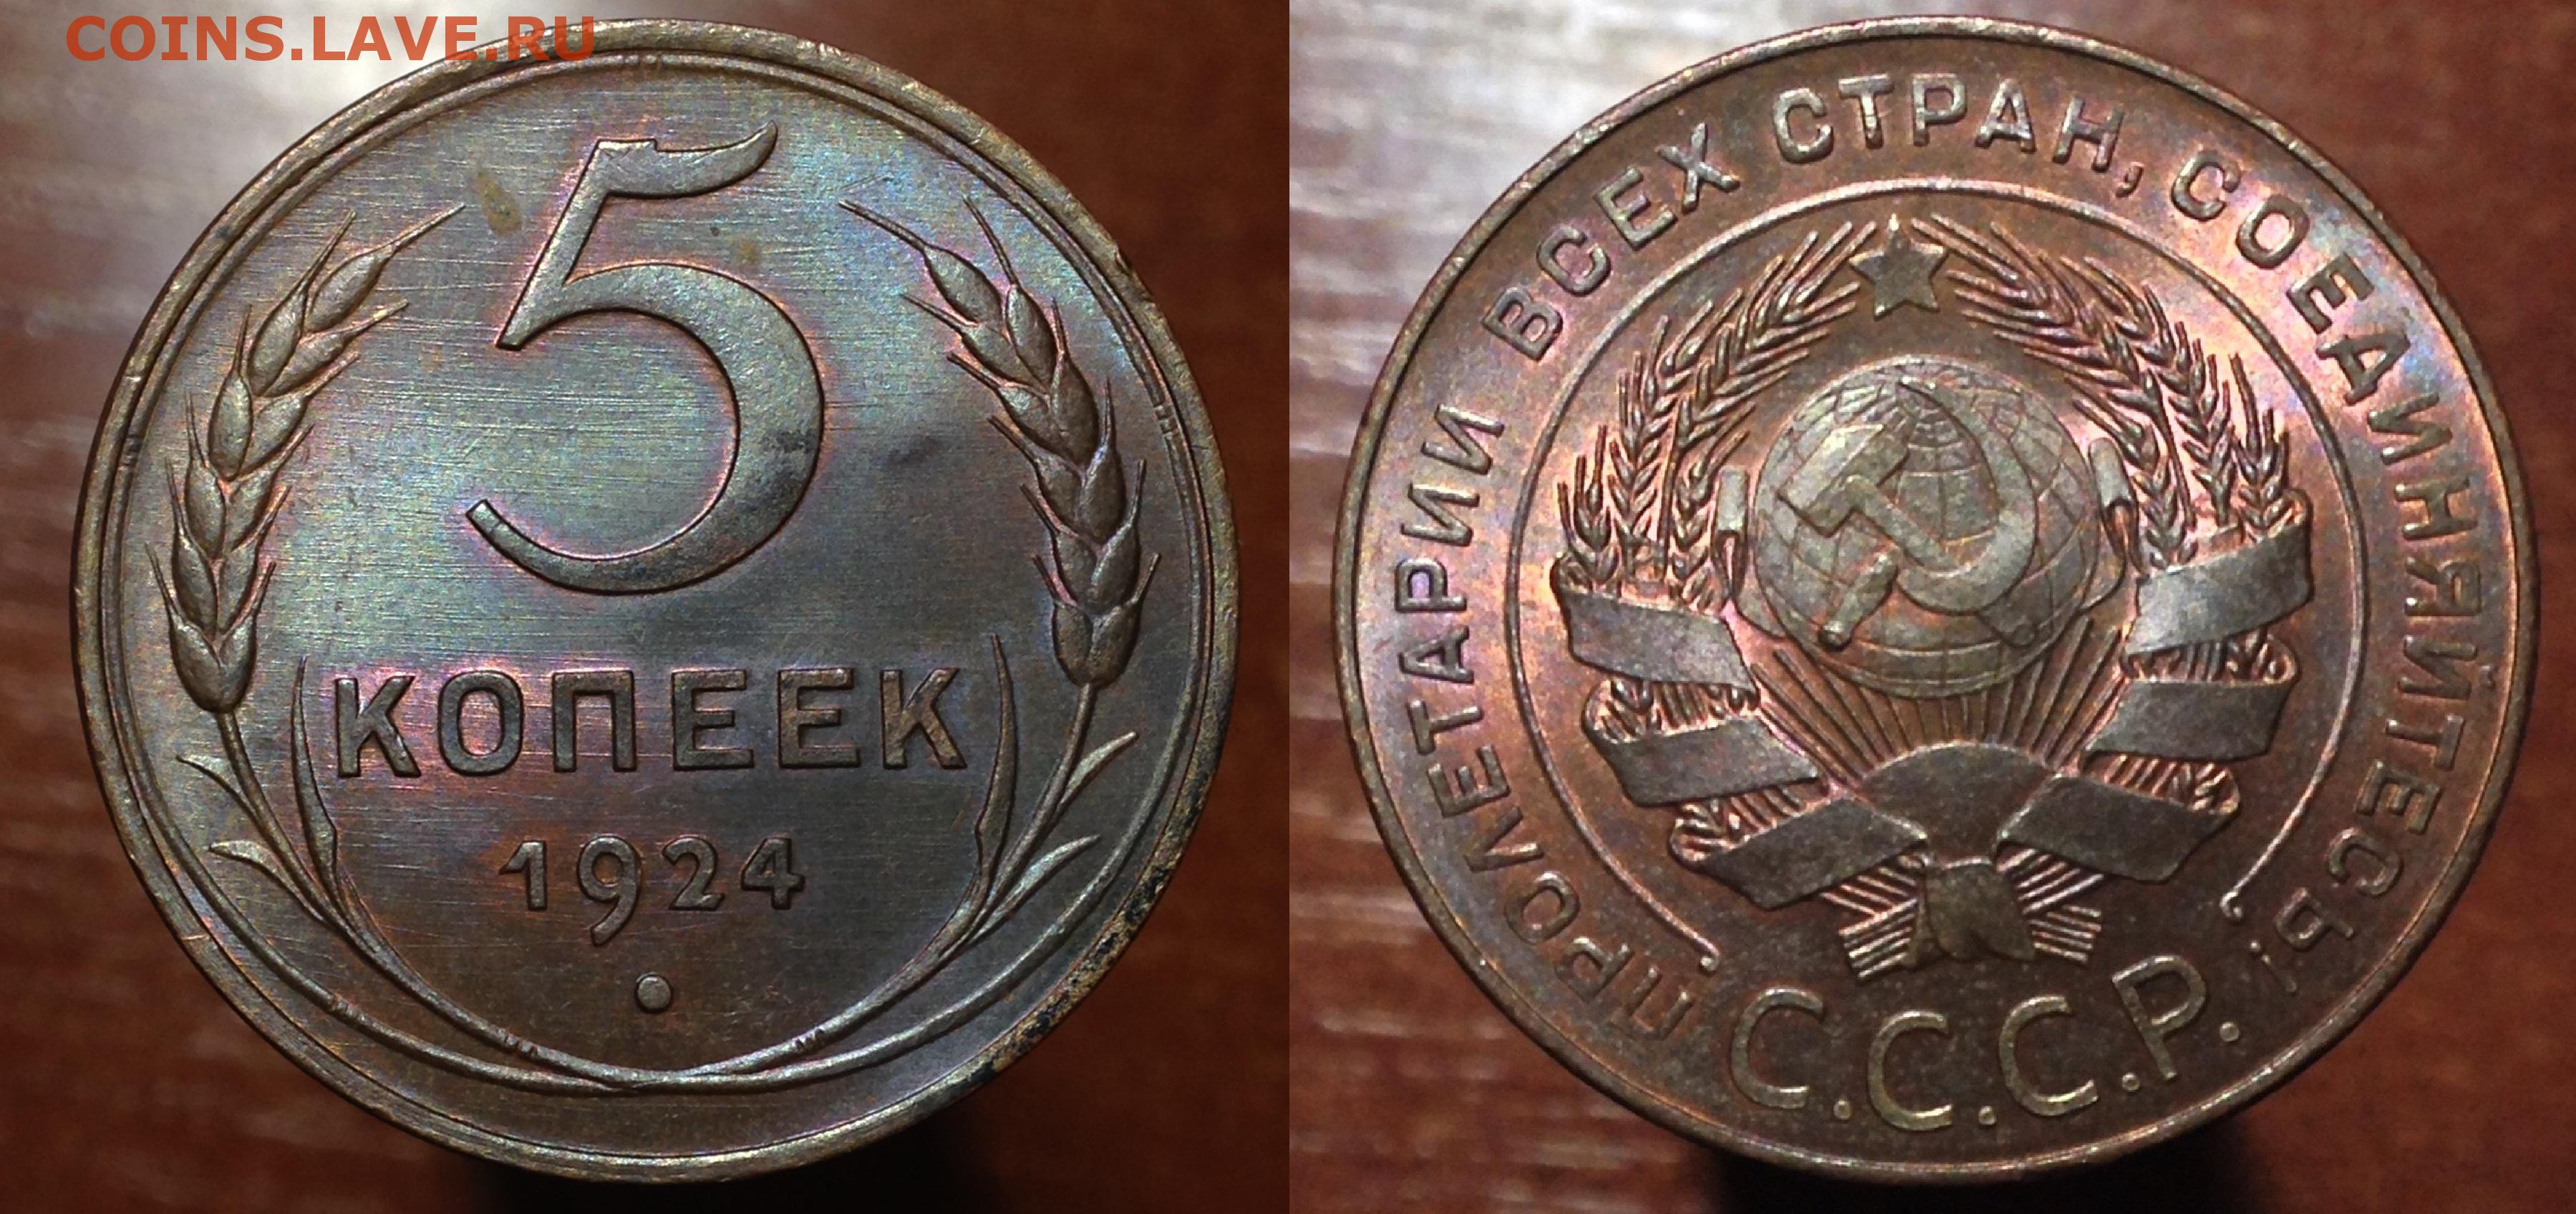 COINS.LAVE.RU
5
КОПЕЕК
1924
ПРОЛЕТАРИИ ВСЕХ СТРАН, СОЕДИНЯЙТЕСЬ!
С.С.С.Р.